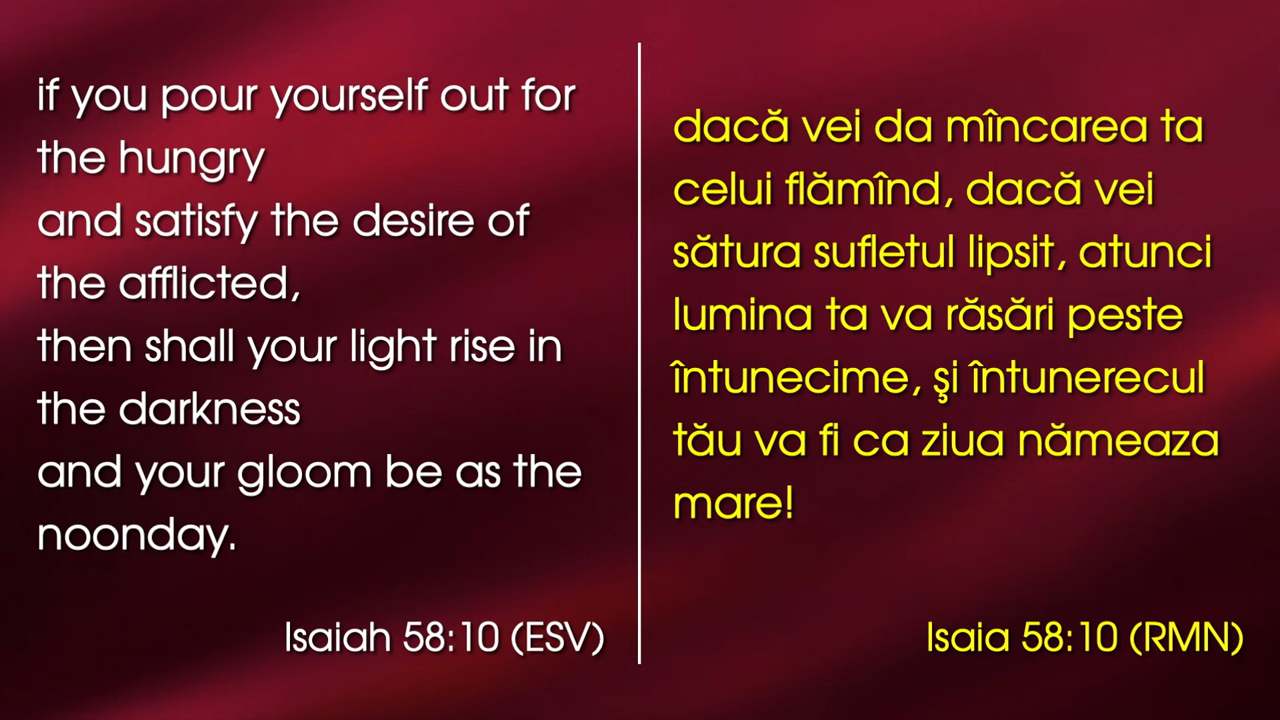 if you pour yourself out for
the hungry
and satisfy the desire of
the afflicted,
then shall your light rise in
the darkness
and your gloom be as the
noonday.
Isaiah 58:10 (ESV)
dacă vei da mîncarea ta
celui flămînd, dacă vei
sătura sufletul lipsit, atunci
lumina ta va răsări peste
întunecime, şi întunerecul
tău va fi ca ziua nămeaza
mare!
Isaia 58:10 (RMN)